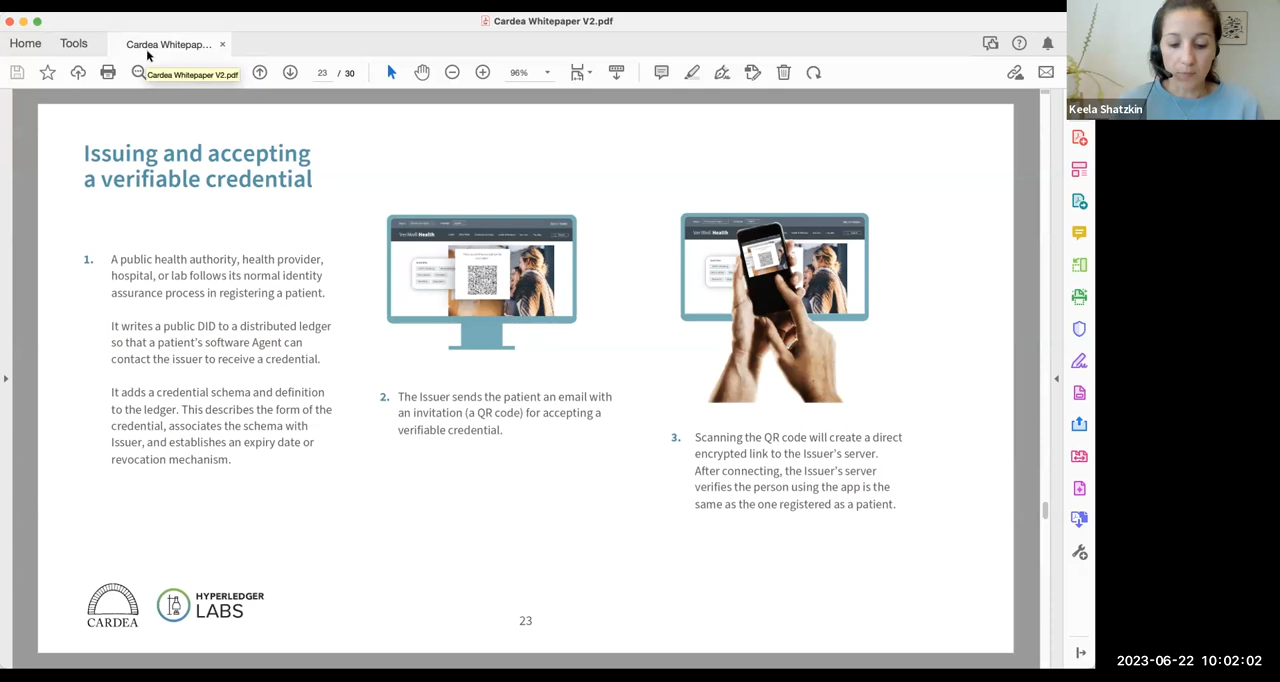 Cardea Whitepaper V2.pdf
Home
Tools
Cardea Whitepap...
Cardea Whitepaper V2.pdf
23 / 30
96%
Keela Shatzkin
Issuing and accepting
a verifiable credential
1. A public health authority, health provider,
hospital, or lab follows its normal identity
assurance process in registering a patient.
It writes a public DID to a distributed ledger
so that a patient's software Agent can
contact the issuer to receive a credential.
It adds a credential schema and definition
to the ledger. This describes the form of the
credential, associates the schema with
Issuer, and establishes an expiry date or
revocation mechanism.
2. The Issuer sends the patient an email with
an invitation (a QR code) for accepting a
verifiable credential.
3. Scanning the QR code will create a direct
encrypted link to the Issuer's server.
After connecting, the Issuer's server
verifies the person using the app is the
same as the one registered as a patient.
CARDEA
HYPERLEDGER
LABS
23
2023-06-22 10:02:02